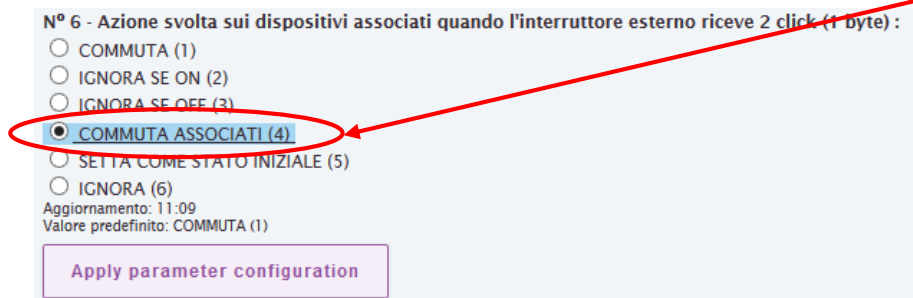 Nº 6 - Azione svolta sui dispositivi associati quando l'interruttore esterno riceve 2 click (1 byte) :
COMMUTA (1)
IGNORA SE ON (2)
IGNORA SE OFF (3)
COMMUTA ASSOCIATI (4)
SETTA COME STATO INIZIALE (5)
IGNORA (6)
Aggiornamento: 11:09
Valore predefinito: COMMUTA (1)
Apply parameter configuration